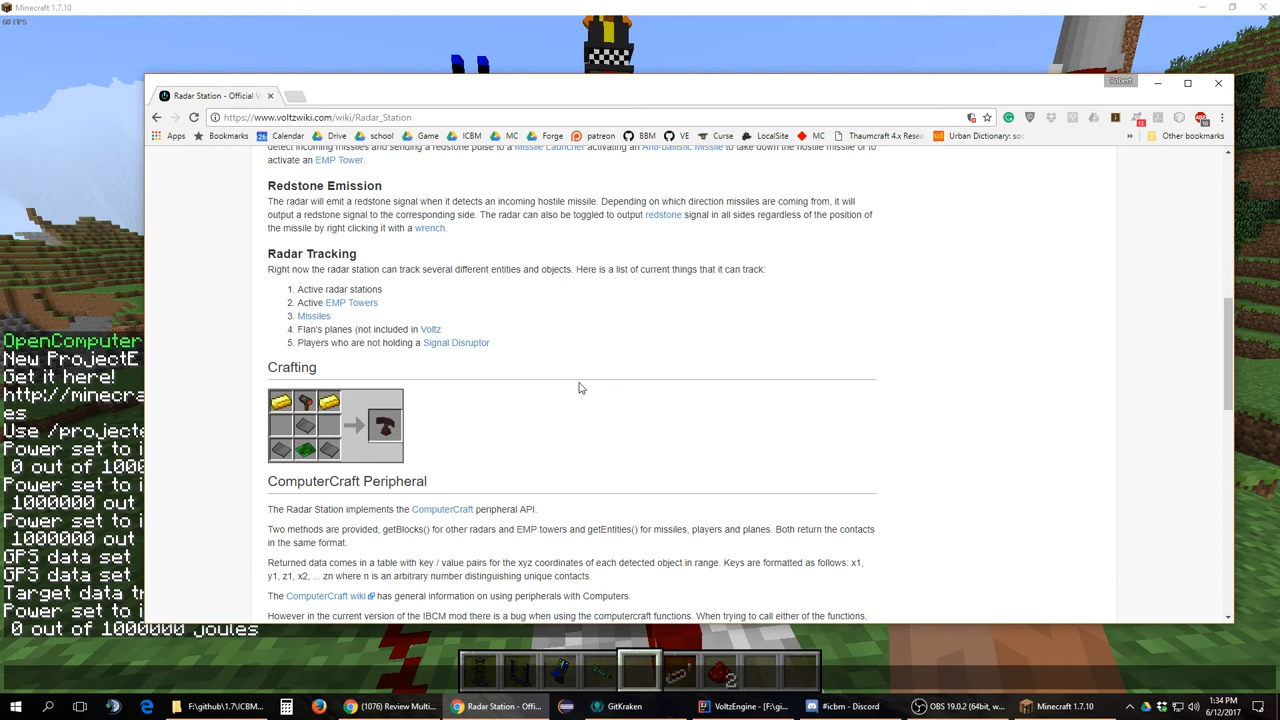 Minecraft 1.7.10
60 FPS
Robert
Radar Station - Official V
https://www.voltzwiki.com/wiki/Radar_Station
Apps Bookmarks Calendar Drive school Game ICBM MC Forge patreon BBM VE Curse LocalSite MC Thaumcraft 4.x Resea Urban Dictionary: soc » Other bookmarks
detect incoming missiles and sending a redstone pulse to a Missile Launcher activating an Anti-ballistic Missile to take down the hostile missile or to
activate an EMP Tower.
Redstone Emission
The radar will emit a redstone signal when it detects an incoming hostile missile. Depending on which direction missiles are coming from, it will
output a redstone signal to the corresponding side. The radar can also be toggled to output redstone signal in all sides regardless of the position of
the missile by right clicking it with a wrench.
Radar Tracking
Right now the radar station can track several different entities and objects. Here is a list of current things that it can track:
1. Active radar stations
2. Active EMP Towers
3. Missiles
4. Flan's planes (not included in Voltz
5. Players who are not holding a Signal Disruptor
Crafting
ComputerCraft Peripheral
The Radar Station implements the ComputerCraft peripheral API.
Two methods are provided, getBlocks() for other radars and EMP towers and getEntities() for missiles, players and planes. Both return the contacts
in the same format.
Returned data comes in a table with key / value pairs for the xyz coordinates of each detected object in range. Keys are formatted as follows: x1,
y1, z1, x2, ... zn where n is an arbitrary number distinguishing unique contacts.
The ComputerCraft wiki has general information on using peripherals with Computers.
However in the current version of the IBCM mod there is a bug when using the computercraft functions. When trying to call either of the functions,
OpenComputer
New ProjectE
Get it here!
http://minecra
es
Use /projecte
Power set to i
0 out of 1000
Power set to i
1000000 out
Power set to i
1000000 out
GPS data set
GPS data set
Target data tr
Power set to i
0 out of 1000000 joules
2
F:\github\1.7\ICBM... (1076) Review Multi... Radar Station - Offi... GitKraken VoltzEngine - [F:\gi... #icbm - Discord OBS 19.0.2 (64bit, w... Minecraft 1.7.10
1:34 PM
6/12/2017